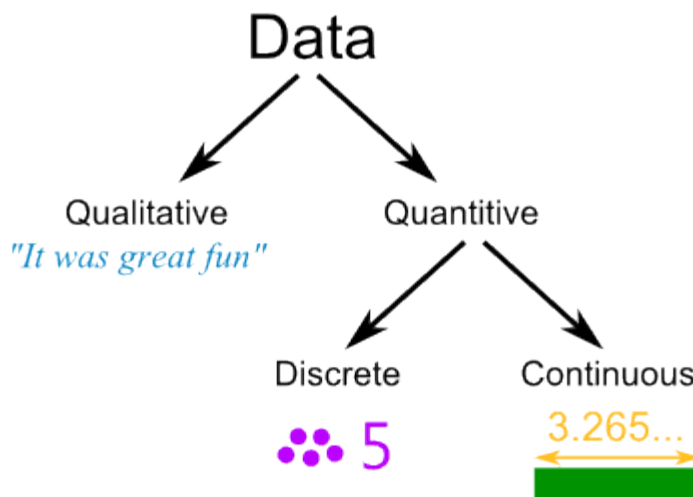 Data
Qualitative
Quantitive
"It was great fun"
Discrete
Continuous
5
3.265...